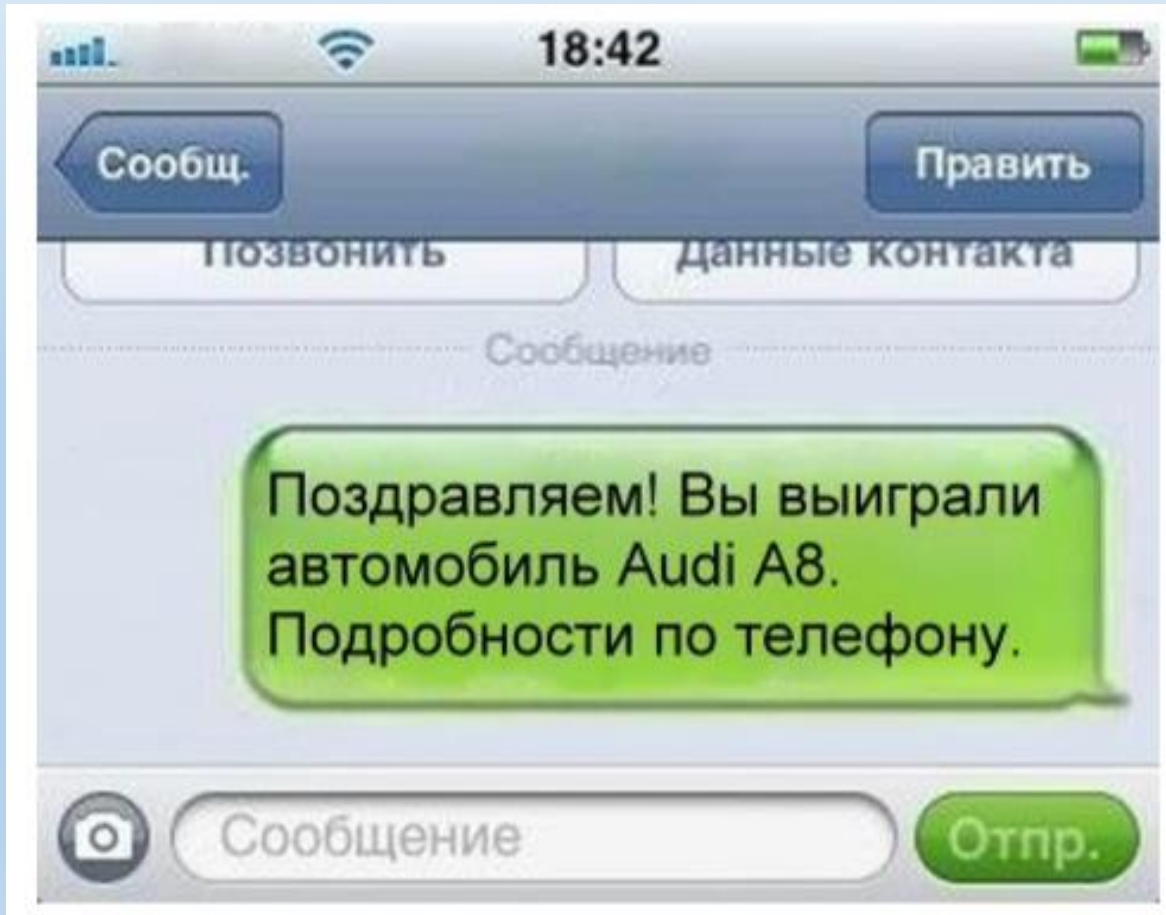 18:42
Сообщ.
Править
Позвонить
Данные контакта
Сообщение
Поздравляем! Вы выиграли
автомобиль Audi A8.
Подробности по телефону.
Сообщение
Отпр.